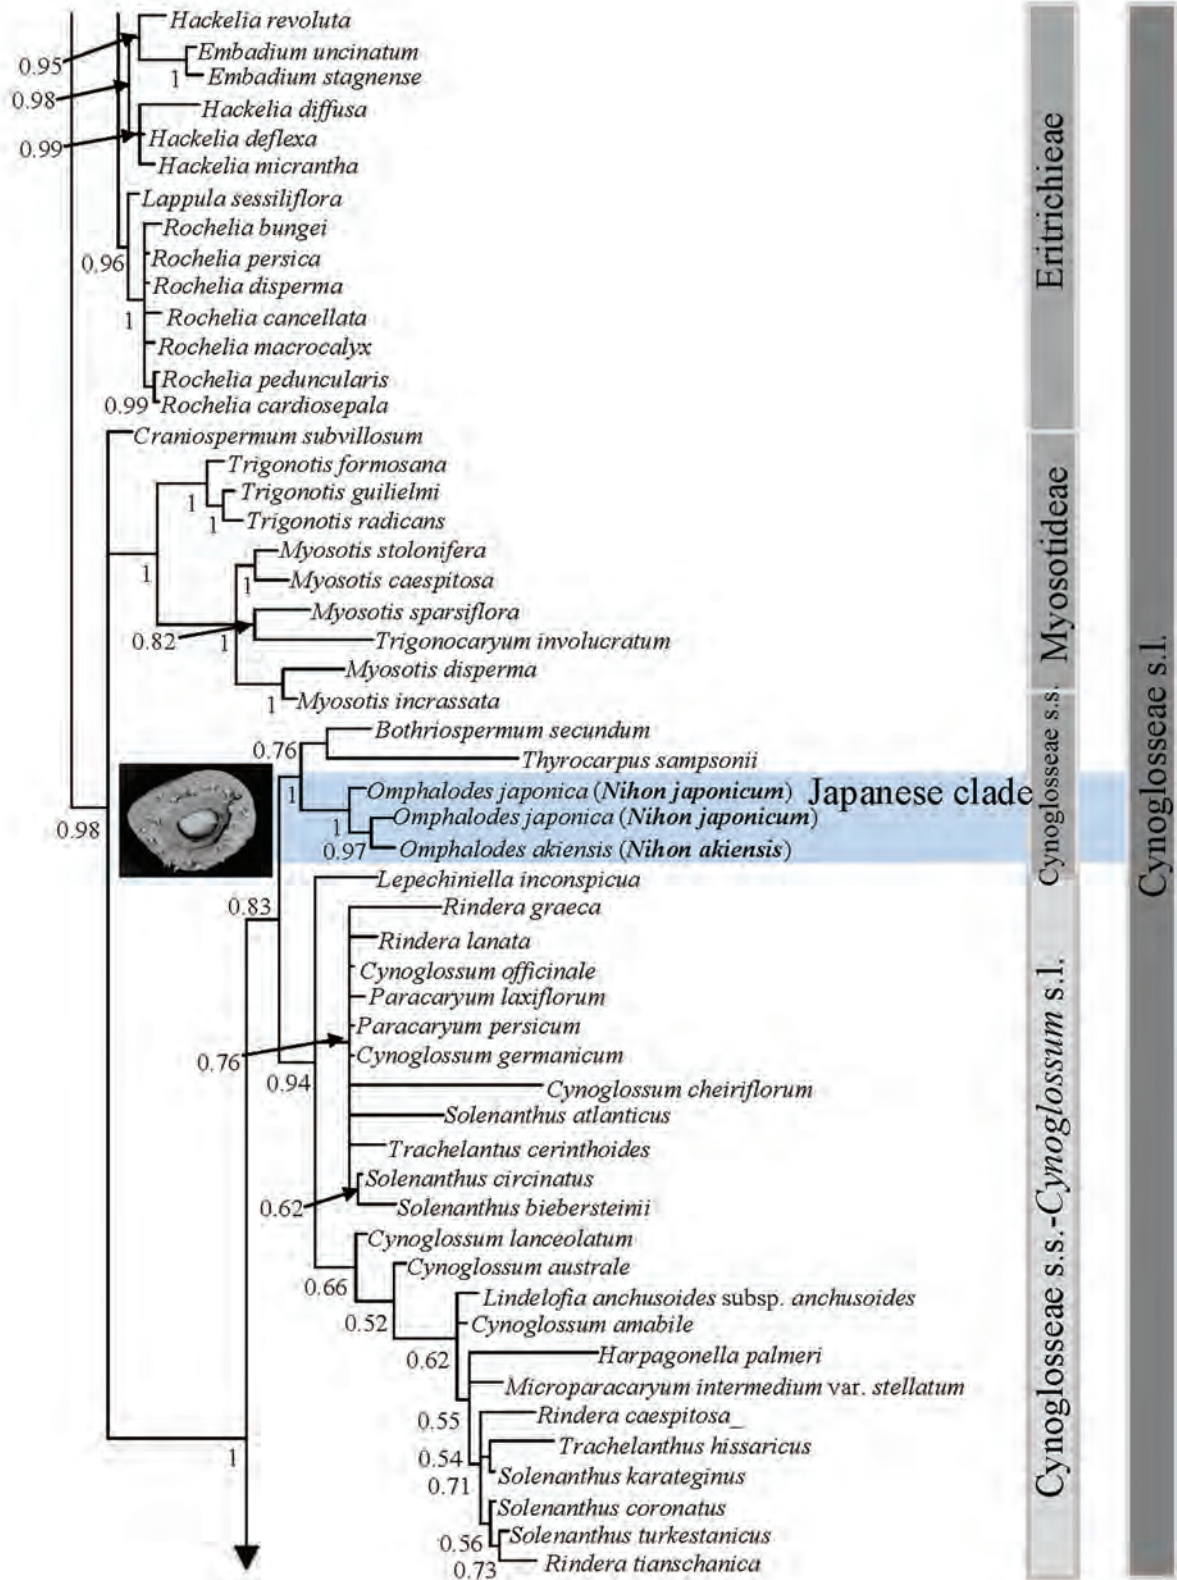 Hackelia revoluta
0.95
Embadium uncinatum
1
Embadium stagnense
0.98
Hackelia diffusa
0.99
Hackelia deflexa
Hackelia micrantha
Lappula sessiliflora
Rochelia bungei
0.96
Rochelia persica
Rochelia disperma
1
Rochelia cancellata
Rochelia macrocalyx
Rochelia peduncularis
0.99
Rochelia cardiosepala
Eritrichieae
Craniospermum subvillosum
Trigonotis formosana
1
Trigonotis guilielmi
1
Trigonotis radicans
Myosotis stolonifera
1
1
Myosotis caespitosa
Myosotis sparsiflora
0.82
1
Trigonocaryum involucratum
Myosotis disperma
1
Myosotis incrassata
Myosotideae
Bothriospermum secundum
0.76
Thyrocarpus sampsonii
1
Omphalodes japonica (Nihon japonicum)
Japanese clade
0.98
1
Omphalodes japonica (Nihon japonicum)
0.97
Omphalodes akiensis (Nihon akiensis)
Cynoglosseae s.s.
Cynoglosseae s.l.
Lepechiniella inconspicua
0.83
Rindera graeca
Rindera lanata
Cynoglossum officinale
Paracaryum laxiflorum
Paracaryum persicum
0.76
0.94
Cynoglossum germanicum
Cynoglossum cheiriflorum
Solenanthus atlanticus
Trachelantus cerinthoides
Solenanthus circinatus
0.62
Solenanthus biebersteinii
Cynoglossum lanceolatum
0.66
Cynoglossum australe
0.52
Lindelofia anchusoides subsp. anchusoides
Cynoglossum amabile
0.62
Harpagonella palmeri
Microparacaryum intermedium var. stellatum
0.55
Rindera caespitosa_
0.54
Trachelanthus hissaricus
0.71
Solenanthus karateginus
1
Solenanthus coronatus
0.56
Solenanthus turkestanicus
0.73
Rindera tianschanica
Cynoglosseae s.s.-Cynoglossum s.l.